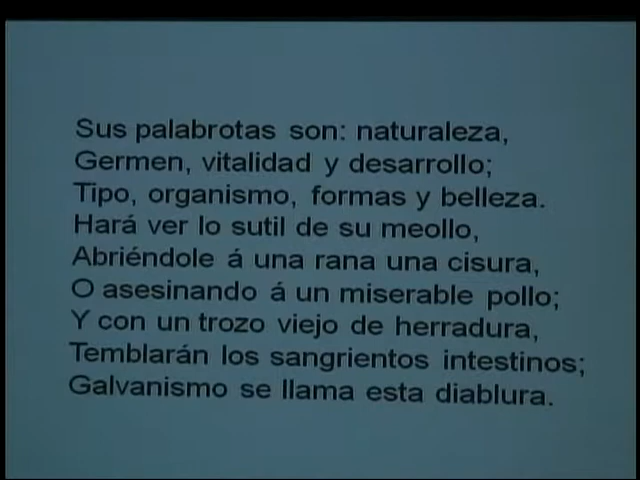 Sus palabrotas son: naturaleza,
Germen, vitalidad y desarrollo;
Tipo, organismo, formas y belleza.
Hará ver lo sutil de su meollo,
Abriéndole á una rana una cisura,
O asesinando á un miserable pollo;
Y con un trozo viejo de herradura,
Temblarán los sangrientos intestinos;
Galvanismo se llama esta diablura.